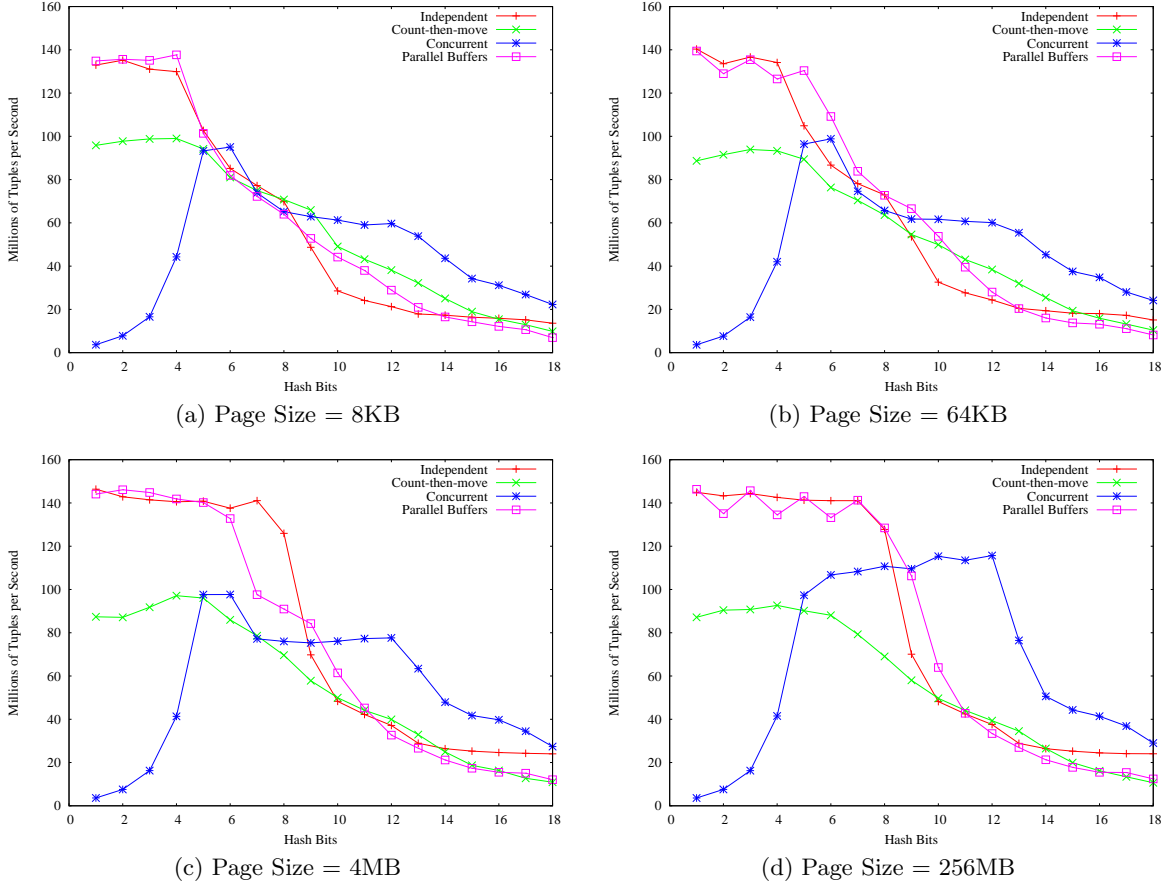 Millions of Tuples per Second
160
140
120
100
80
60
40
20
0
Independent
Count-then-move
Concurrent
Parallel Buffers
0 2 4 6 8 10 12 14 16 18
Hash Bits
(a) Page Size = 8KB
Millions of Tuples per Second
160
140
120
100
80
60
40
20
0
Independent
Count-then-move
Concurrent
Parallel Buffers
0 2 4 6 8 10 12 14 16 18
Hash Bits
(b) Page Size = 64KB
Millions of Tuples per Second
160
140
120
100
80
60
40
20
0
Independent
Count-then-move
Concurrent
Parallel Buffers
0 2 4 6 8 10 12 14 16 18
Hash Bits
(c) Page Size = 4MB
Millions of Tuples per Second
160
140
120
100
80
60
40
20
0
Independent
Count-then-move
Concurrent
Parallel Buffers
0 2 4 6 8 10 12 14 16 18
Hash Bits
(d) Page Size = 256MB